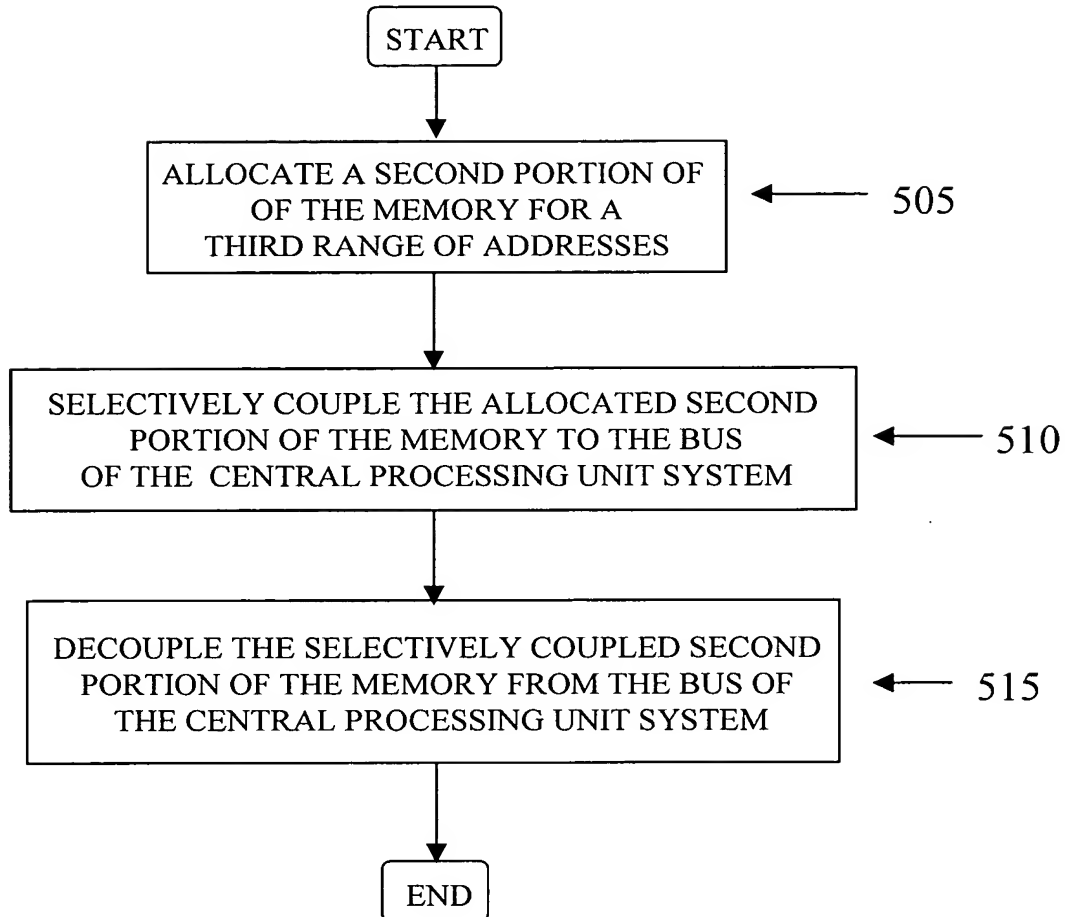 START
ALLOCATE A SECOND PORTION OF
OF THE MEMORY FOR A
THIRD RANGE OF ADDRESSES
505
SELECTIVELY COUPLE THE ALLOCATED SECOND
PORTION OF THE MEMORY TO THE BUS
OF THE CENTRAL PROCESSING UNIT SYSTEM
510
DECOUPLE THE SELECTIVELY COUPLED SECOND
PORTION OF THE MEMORY FROM THE BUS OF
THE CENTRAL PROCESSING UNIT SYSTEM
515
END